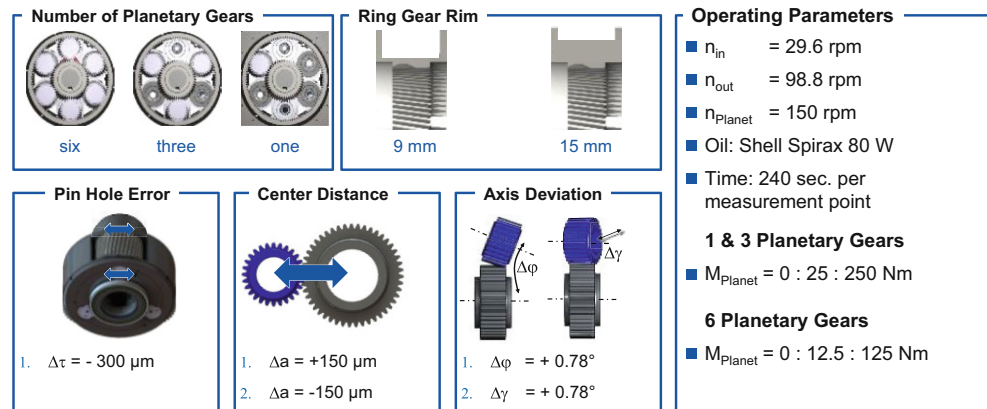 Number of Planetary Gears
six three one
Ring Gear Rim
9 mm 15 mm
Operating Parameters
n_in = 29.6 rpm
n_out = 98.8 rpm
n_Planet = 150 rpm
Oil: Shell Spirax 80 W
Time: 240 sec. per
measurement point
1 & 3 Planetary Gears
M_Planet = 0 : 25 : 250 Nm
6 Planetary Gears
M_Planet = 0 : 12.5 : 125 Nm
Pin Hole Error
1. Δτ = - 300 µm
Center Distance
1. Δa = +150 µm
2. Δa = -150 µm
Axis Deviation
Δφ
Δγ
1. Δφ = + 0.78°
2. Δγ = + 0.78°